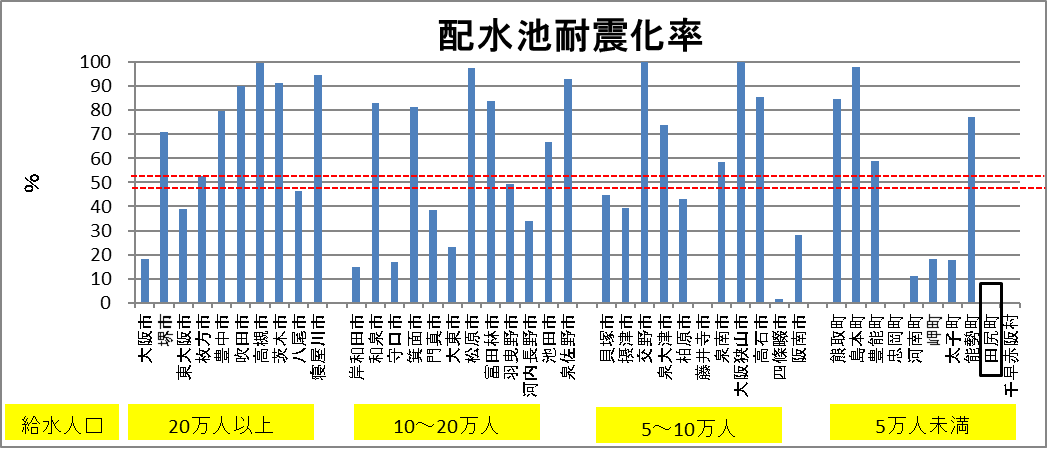 配水池耐震化率
%
100
90
80
70
60
50
40
30
20
10
0
大阪市
堺市
東大阪市
枚方市
豊中市
吹田市
高槻市
茨木市
八尾市
寝屋川市
岸和田市
和泉市
守口市
箕面市
門真市
大東市
松原市
富田林市
羽曳野市
河内長野市
池田市
泉佐野市
貝塚市
摂津市
交野市
泉大津市
柏原市
藤井寺市
泉南市
大阪狭山市
高石市
四條畷市
阪南市
熊取町
島本町
豊能町
忠岡町
河南町
岬町
太子町
能勢町
田尻町
千早赤阪村
給水人口
20万人以上
10～20万人
5～10万人
5万人未満